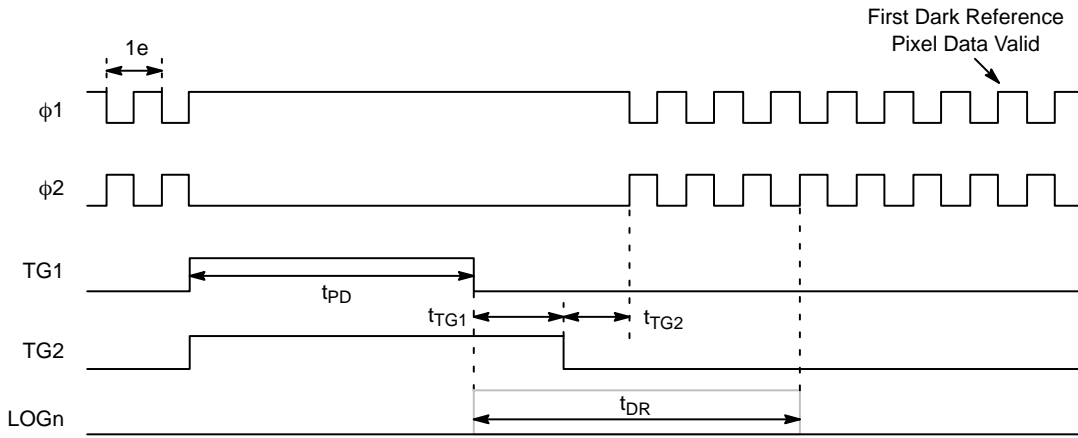 First Dark Reference
Pixel Data Valid
1e
ϕ1
ϕ2
TG1
tPD
tTG1
tTG2
TG2
tDR
LOGn